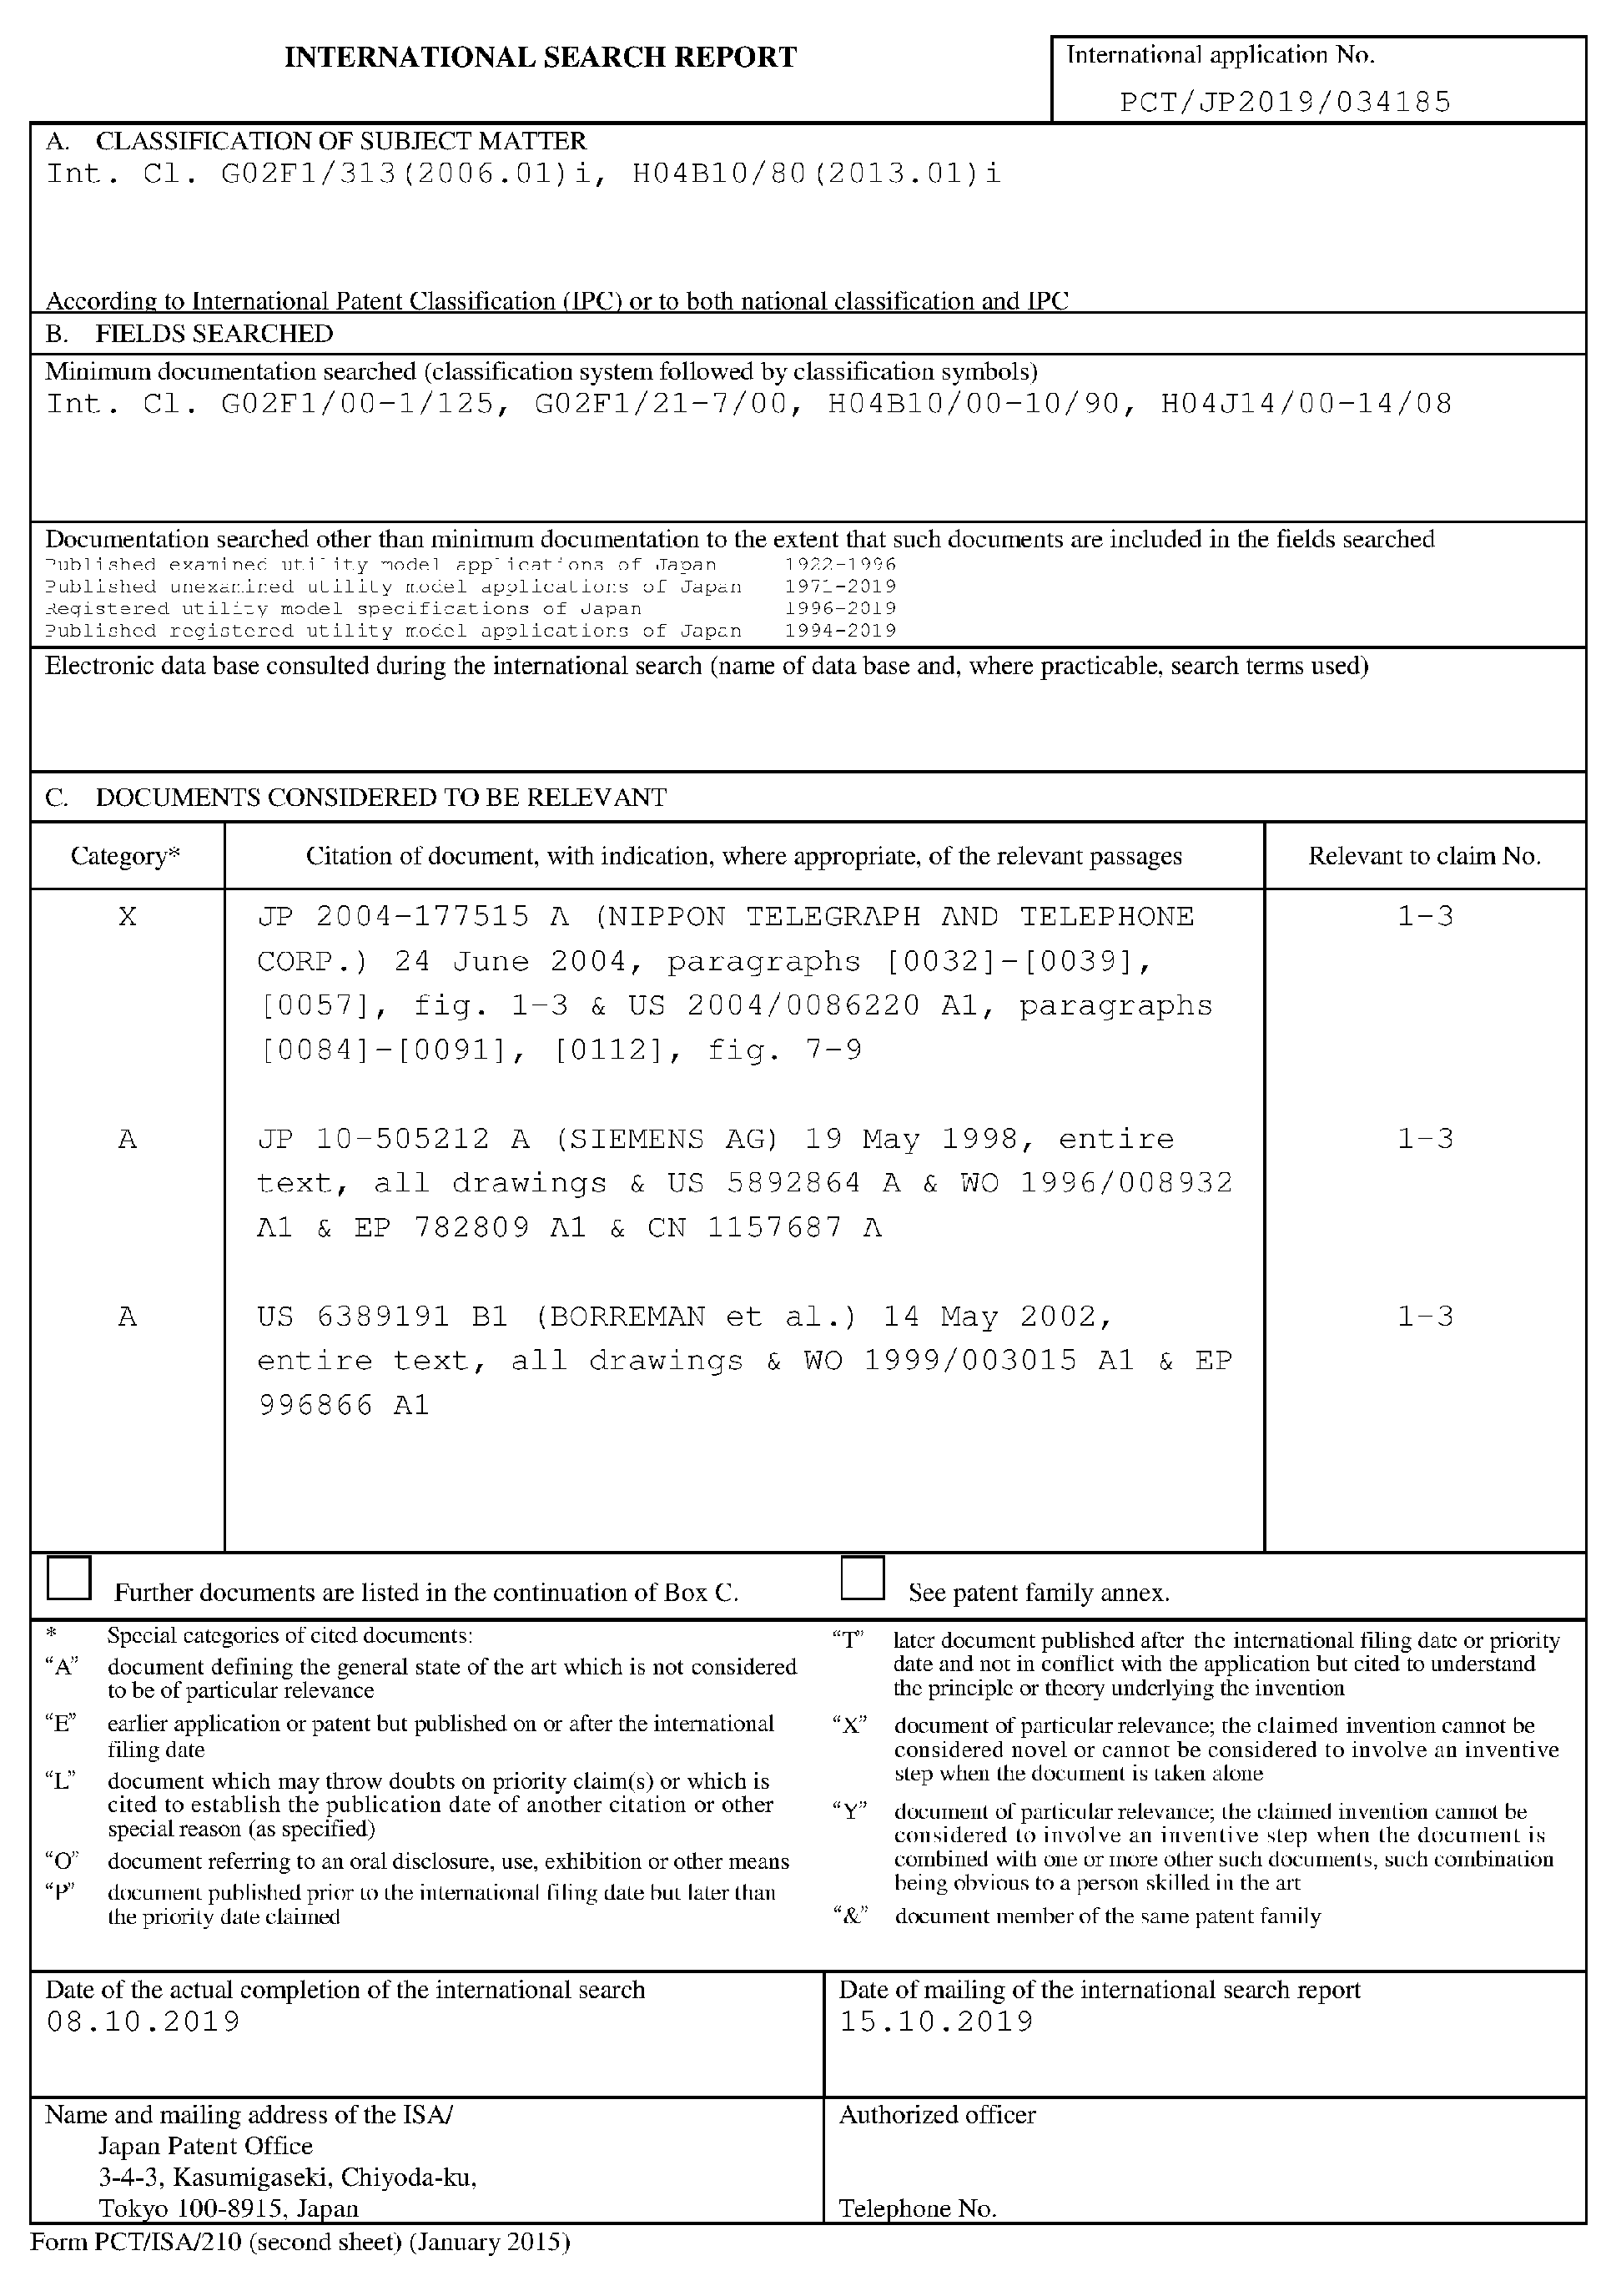 INTERNATIONAL SEARCH REPORT
International application No.
PCT/JP2019/034185
A. CLASSIFICATION OF SUBJECT MATTER
Int. Cl. G02F1/313(2006.01)i, H04B10/80(2013.01)i
According to International Patent Classification (IPC) or to both national classification and IPC
B. FIELDS SEARCHED
Minimum documentation searched (classification system followed by classification symbols)
Int. Cl. G02F1/00-1/125, G02F1/21-7/00, H04B10/00-10/90, H04J14/00-14/08
Documentation searched other than minimum documentation to the extent that such documents are included in the fields searched
Published examined utility model applications of Japan 1922-1996
Published unexamined utility model applications of Japan 1971-2019
Registered utility model specifications of Japan 1996-2019
Published registered utility model applications of Japan 1994-2019
Electronic data base consulted during the international search (name of data base and, where practicable, search terms used)
C. DOCUMENTS CONSIDERED TO BE RELEVANT
Category* Citation of document, with indication, where appropriate, of the relevant passages Relevant to claim No.
X JP 2004-177515 A (NIPPON TELEGRAPH AND TELEPHONE 1-3
CORP.) 24 June 2004, paragraphs [0032]-[0039],
[0057], fig. 1-3 & US 2004/0086220 A1, paragraphs
[0084]-[0091], [0112], fig. 7-9
A JP 10-505212 A (SIEMENS AG) 19 May 1998, entire 1-3
text, all drawings & US 5892864 A & WO 1996/008932
A1 & EP 782809 A1 & CN 1157687 A
A US 6389191 B1 (BORREMAN et al.) 14 May 2002, 1-3
entire text, all drawings & WO 1999/003015 A1 & EP
996866 A1
Further documents are listed in the continuation of Box C.
See patent family annex.
* Special categories of cited documents:
“A” document defining the general state of the art which is not considered
to be of particular relevance
“E” earlier application or patent but published on or after the international
filing date
“L” document which may throw doubts on priority claim(s) or which is
cited to establish the publication date of another citation or other
special reason (as specified)
“O” document referring to an oral disclosure, use, exhibition or other means
“P” document published prior to the international filing date but later than
the priority date claimed
“T” later document published after the international filing date or priority
date and not in conflict with the application but cited to understand
the principle or theory underlying the invention
“X” document of particular relevance; the claimed invention cannot be
considered novel or cannot be considered to involve an inventive
step when the document is taken alone
“Y” document of particular relevance; the claimed invention cannot be
considered to involve an inventive step when the document is
combined with one or more other such documents, such combination
being obvious to a person skilled in the art
“&” document member of the same patent family
Date of the actual completion of the international search
08.10.2019
Date of mailing of the international search report
15.10.2019
Name and mailing address of the ISA/
Japan Patent Office
3-4-3, Kasumigaseki, Chiyoda-ku,
Tokyo 100-8915, Japan
Authorized officer
Telephone No.
Form PCT/ISA/210 (second sheet) (January 2015)